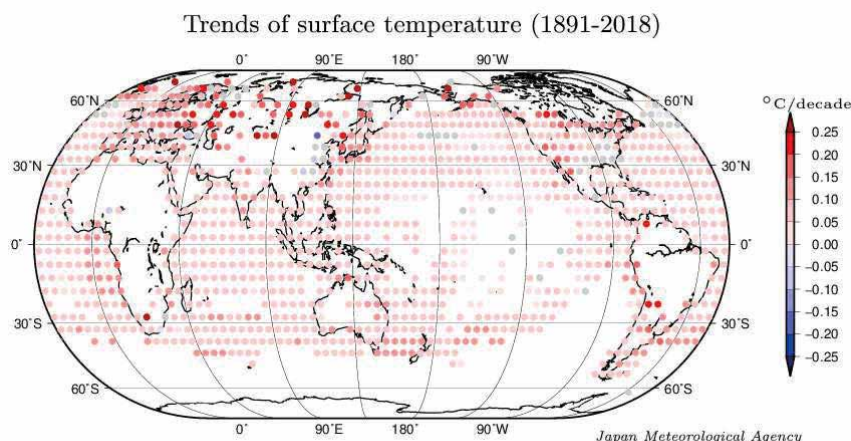 Trends of surface temperature (1891-2018)
0° 90°E 180° 90°W
°C/decade
60°N
30°N 30°N
0° 0°
30°S 30°S
60°S 60°S
0° 90°E 180° 90°W
0.25
0.20
0.15
0.10
0.05
0.00
−0.05
−0.10
−0.15
−0.20
−0.25
Japan Meteorological Agency